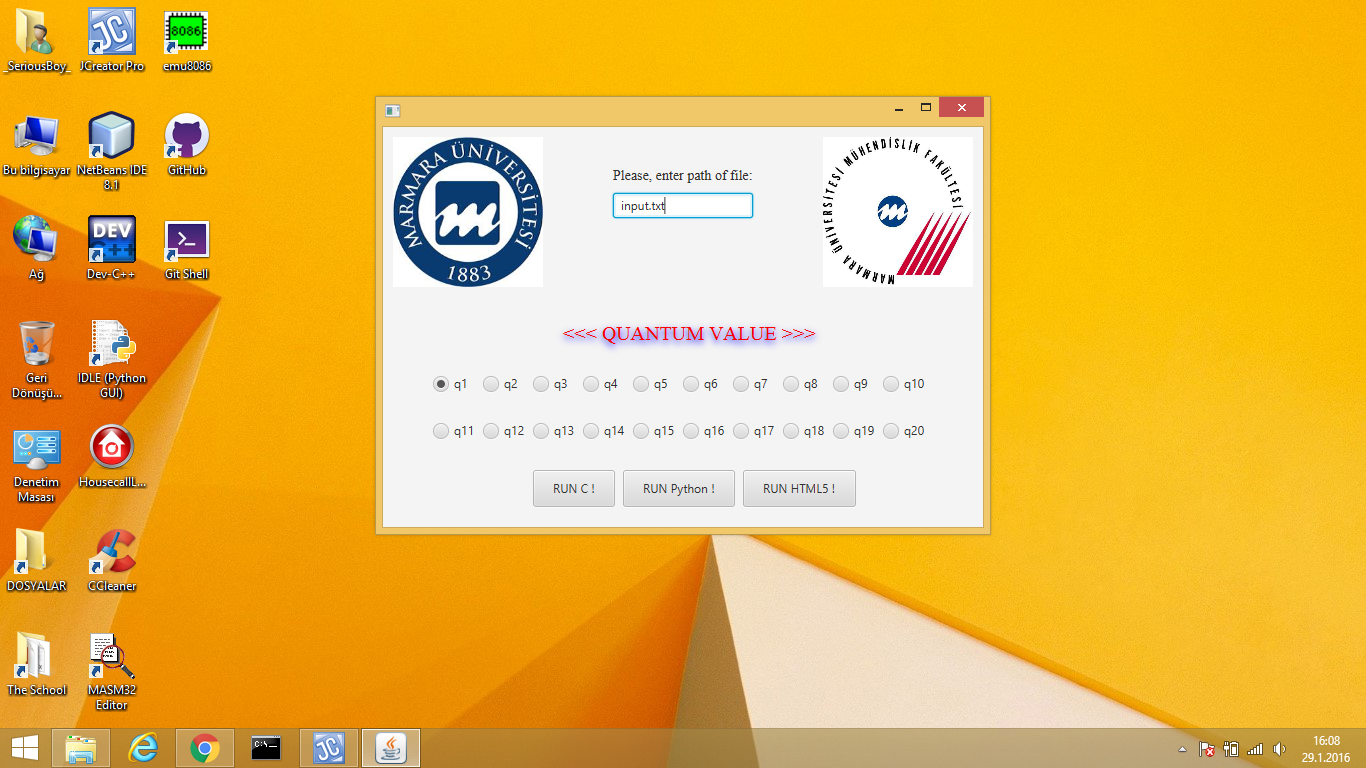 _SeriousBoy_
JCreator Pro
8086
emu8086
Bu bilgisayar
NetBeans IDE
8.1
GitHub
Ağ
DEV
C++
Dev-C++
Git Shell
Geri
Dönüşü...
IDLE (Python
GUI)
Denetim
Masası
HousecallL...
DOSYALAR
CCleaner
The School
MASM32
Editor
MARMARA ÜNİVERSİTESİ
1883
Please, enter path of file:
input.txt
MARMARA ÜNİVERSİTESİ MÜHENDİSLİK FAKÜLTESİ
<<< QUANTUM VALUE >>>
q1 q2 q3 q4 q5 q6 q7 q8 q9 q10
q11 q12 q13 q14 q15 q16 q17 q18 q19 q20
RUN C ! RUN Python ! RUN HTML5 !
16:08
29.1.2016